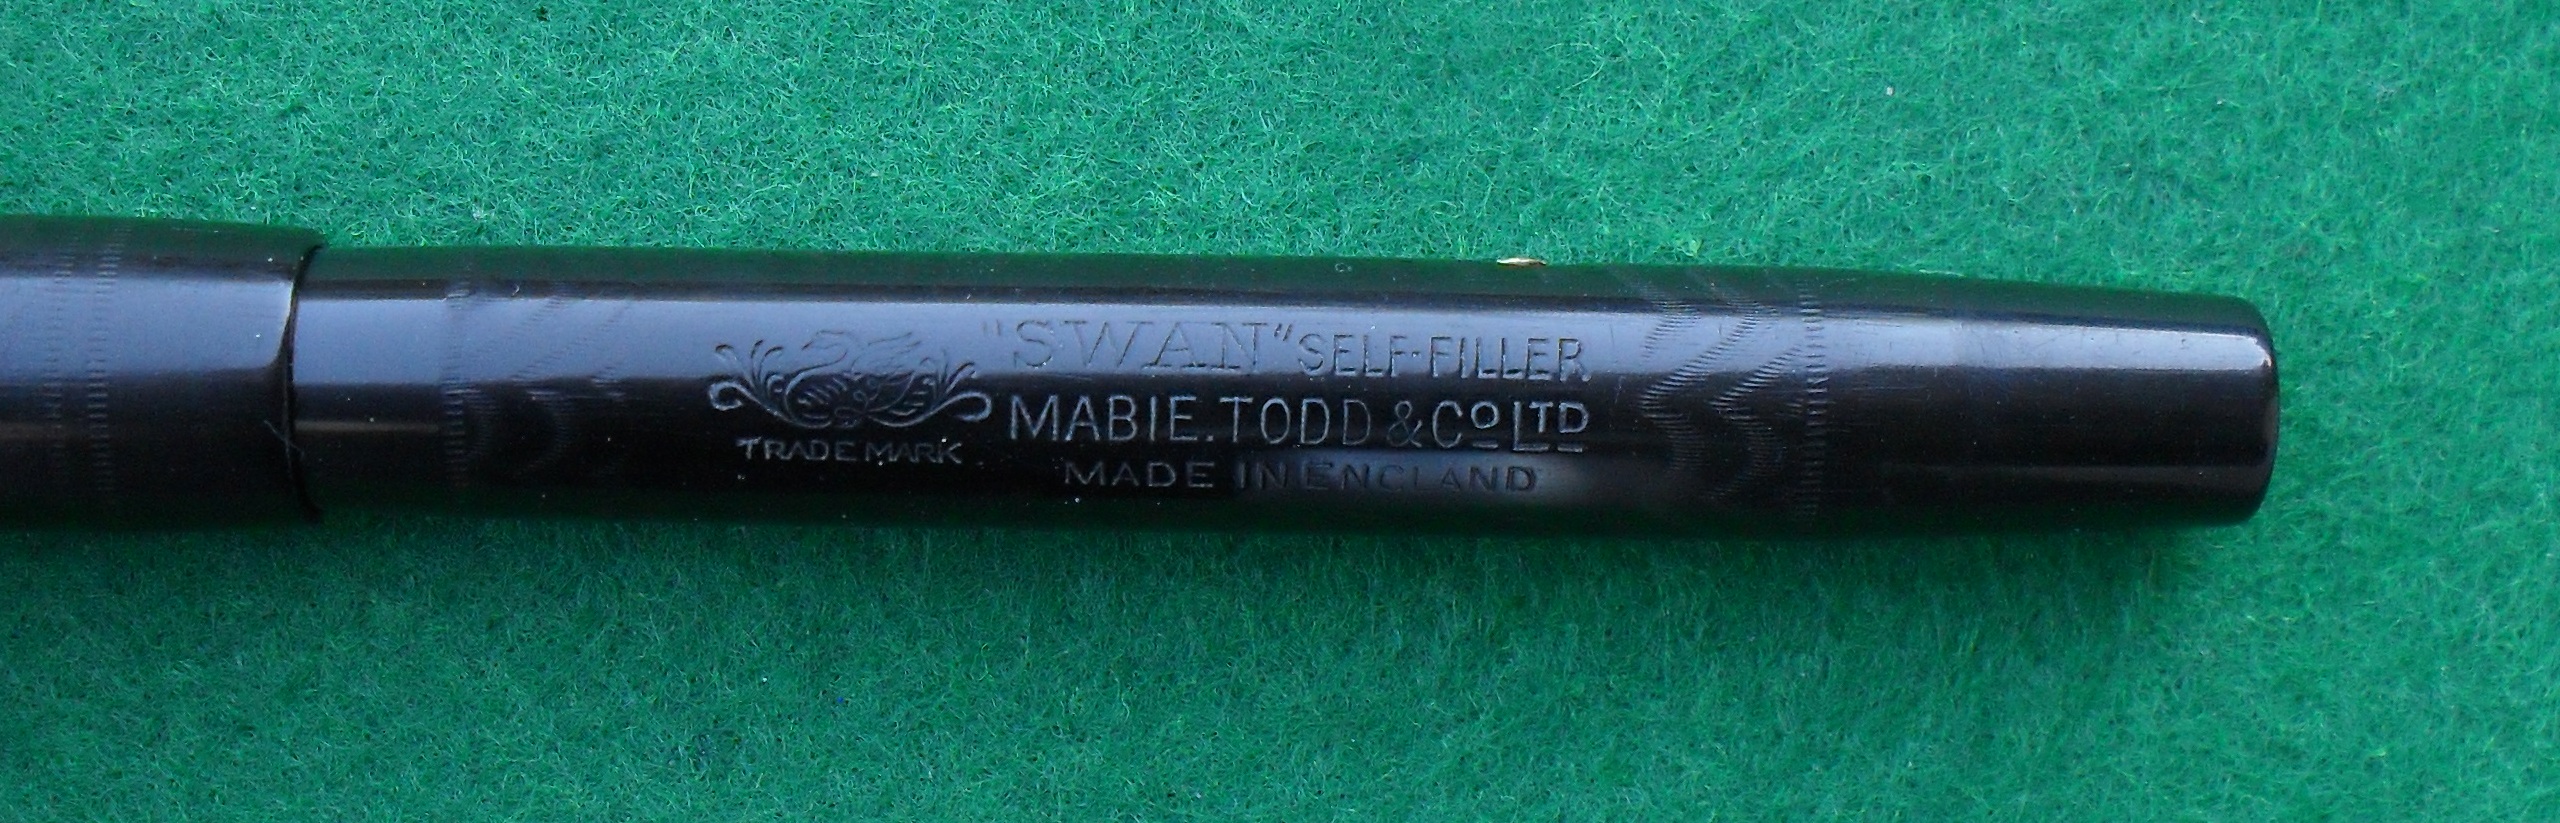 "SWAN" SELF-FILLER
MABIE.TODD & Co LTD
MADE IN ENGLAND
TRADE MARK